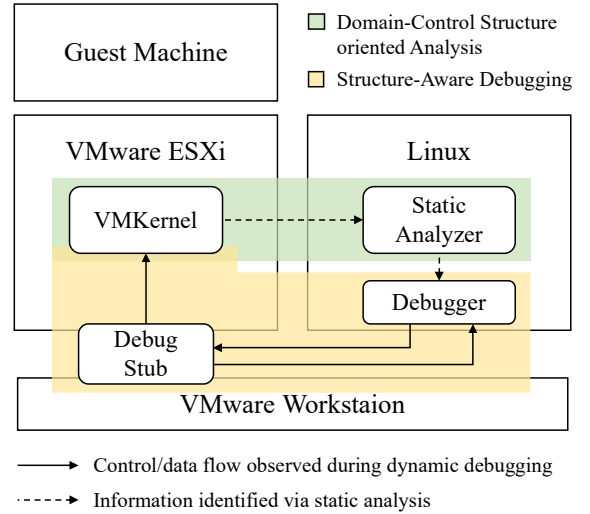 Guest Machine
Domain-Control Structure
oriented Analysis
Structure-Aware Debugging
VMware ESXi
Linux
VMKernel
Static
Analyzer
Debugger
Debug
Stub
VMware Workstaion
Control/data flow observed during dynamic debugging
Information identified via static analysis